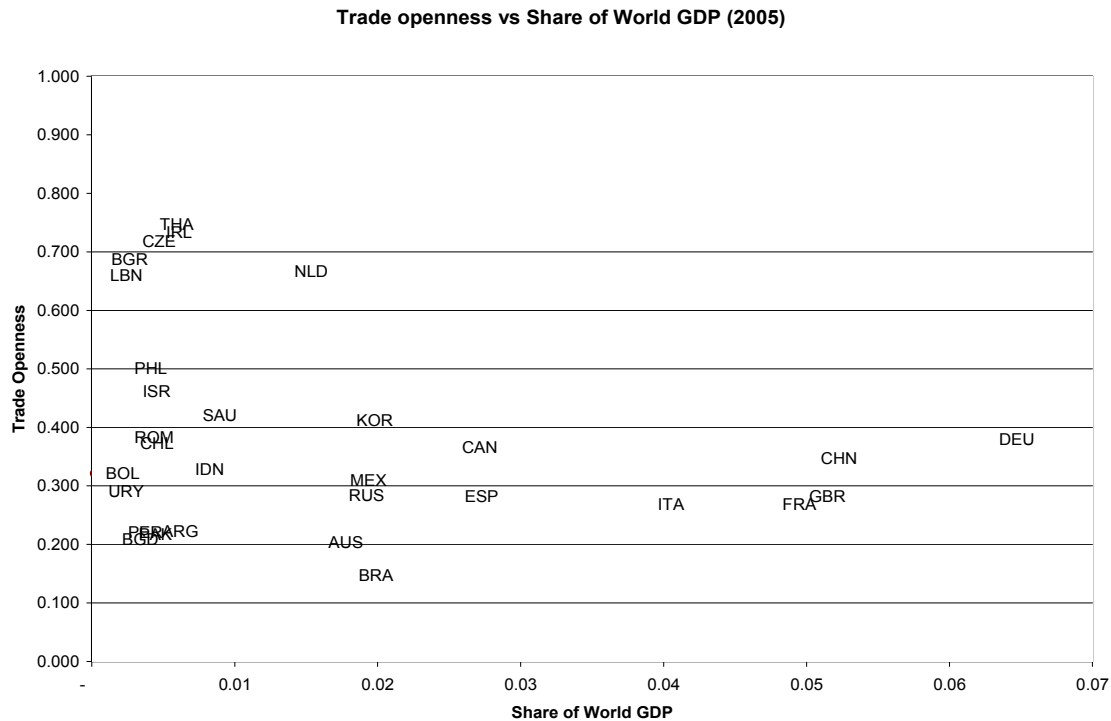 Trade openness vs Share of World GDP (2005)
1.000
0.900
0.800
THA
IRL
CZE
0.700
BGR
LBN
NLD
0.600
Trade Openness
0.500
PHL
ISR
SAU
KOR
0.400
ROM
CHL
DEU
CAN
CHN
IDN
BOL
MEX
0.300
URY
RUS
ESP
GBR
ITA
FRA
PER
PAK
ARG
BGD
AUS
0.200
BRA
0.100
0.000
- 0.01 0.02 0.03 0.04 0.05 0.06 0.07
Share of World GDP